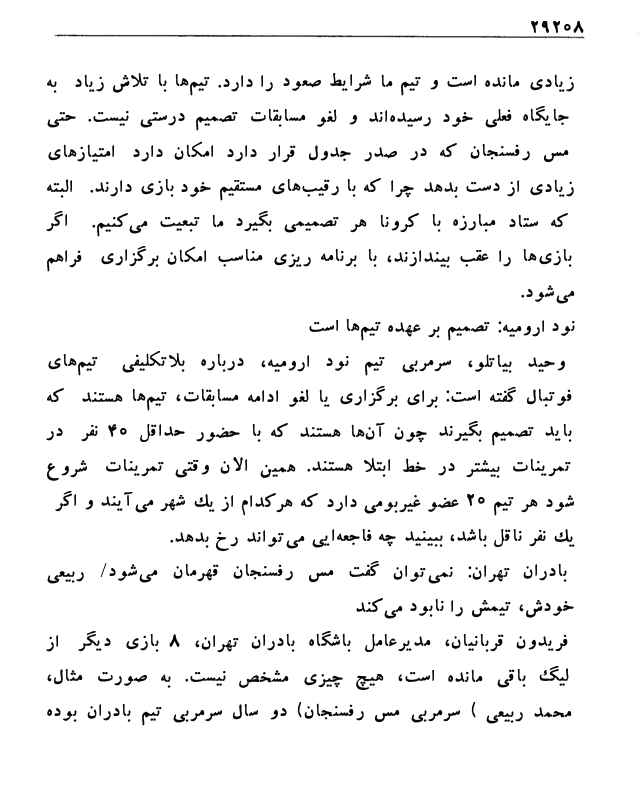 ۲۹۲۰۸
زیادی مانده است و تیم ما شرایط صعود را دارد. تیم‌ها با تلاش زیاد به
جایگاه فعلی خود رسیده‌اند و لغو مسابقات تصمیم درستی نیست. حتی
مس رفسنجان که در صدر جدول قرار دارد امکان دارد امتیازهای
زیادی از دست بدهد چرا که با رقیب‌های مستقیم خود بازی دارند. البته
که ستاد مبارزه با کرونا هر تصمیمی بگیرد ما تبعیت می‌کنیم. اگر
بازی‌ها را عقب بیندازند، با برنامه ریزی مناسب امکان برگزاری فراهم
می‌شود.
نود ارومیه: تصمیم بر عهده تیم‌ها است
وحید بیاتلو، سرمربی تیم نود ارومیه، درباره بلاتکلیفی تیم‌های
فوتبال گفته است: برای برگزاری یا لغو ادامه مسابقات، تیم‌ها هستند که
باید تصمیم بگیرند چون آن‌ها هستند که با حضور حداقل ۴۰ نفر در
تمرینات بیشتر در خط ابتلا هستند. همین الان وقتی تمرینات شروع
شود هر تیم ۲۰ عضو غیربومی دارد که هرکدام از یك شهر می‌آیند و اگر
یك نفر ناقل باشد، ببینید چه فاجعه‌ایی می‌تواند رخ بدهد.
بادران تهران: نمی‌توان گفت مس رفسنجان قهرمان می‌شود/ ربیعی
خودش، تیمش را نابود می‌کند
فریدون قربانیان، مدیرعامل باشگاه بادران تهران، ۸ بازی دیگر از
لیگ باقی مانده است، هیچ چیزی مشخص نیست. به صورت مثال،
محمد ربیعی ) سرمربی مس رفسنجان) دو سال سرمربی تیم بادران بوده